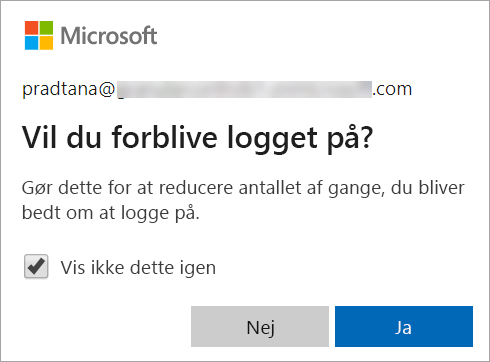 Microsoft
pradtana@ .com
Vil du forblive logget på?
Gør dette for at reducere antallet af gange, du bliver
bedt om at logge på.
Vis ikke dette igen
Nej Ja